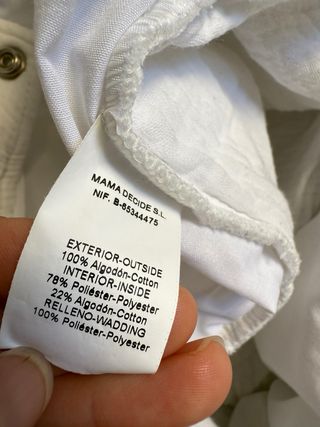 MAMA DECIDE S.L.
NIF. B-85344475
EXTERIOR-OUTSIDE
100% Algodón-Cotton
INTERIOR-INSIDE
78% Poliéster-Polyester
22% Algodón-Cotton
RELLENO-WADDING
100% Poliéster-Polyester